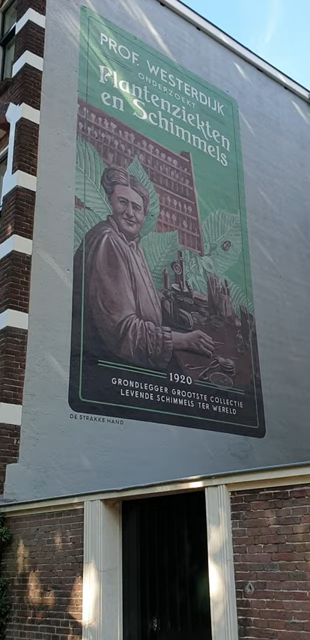 PROF. WESTERDIJK
ONDERZOEKT
Plantenziekten
en Schimmels
1920
GRONDLEGGER GROOTSTE COLLECTIE
LEVENDE SCHIMMELS TER WERELD
DE STRAKKE HAND